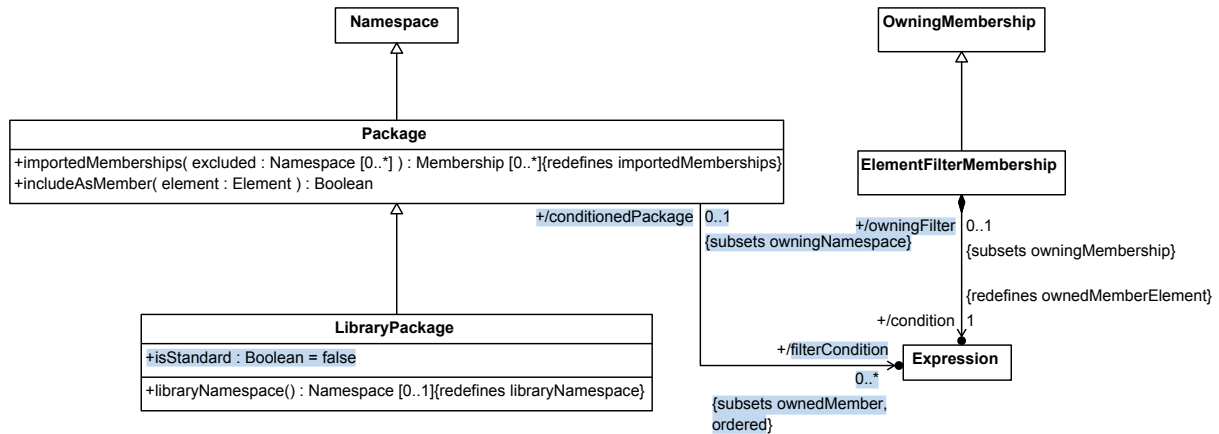 Namespace
OwningMembership
Package
+importedMemberships( excluded : Namespace [0..*] ) : Membership [0..*]{redefines importedMemberships}
+includeAsMember( element : Element ) : Boolean
ElementFilterMembership
+/conditionedPackage
0..1
{subsets owningNamespace}
+/owningFilter
0..1
{subsets owningMembership}
{redefines ownedMemberElement}
+/condition
1
LibraryPackage
+isStandard : Boolean = false
+libraryNamespace() : Namespace [0..1]{redefines libraryNamespace}
+/filterCondition
0..*
{subsets ownedMember,
ordered}
Expression